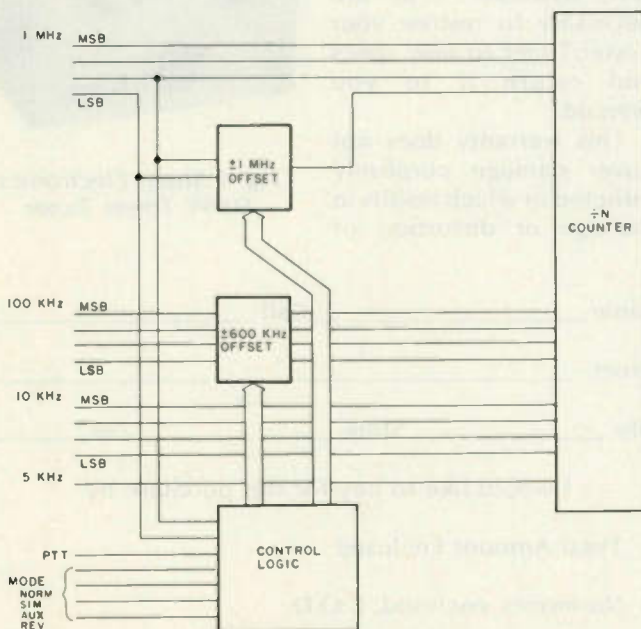 1 MHz MSB
LSB
±1 MHz
OFFSET
÷N
COUNTER
100 KHz MSB
±600 KHz
OFFSET
LSB
10 KHz MSB
LSB
5 KHz
PTT
CONTROL
LOGIC
MODE
NORM
SIM
AUX
REV